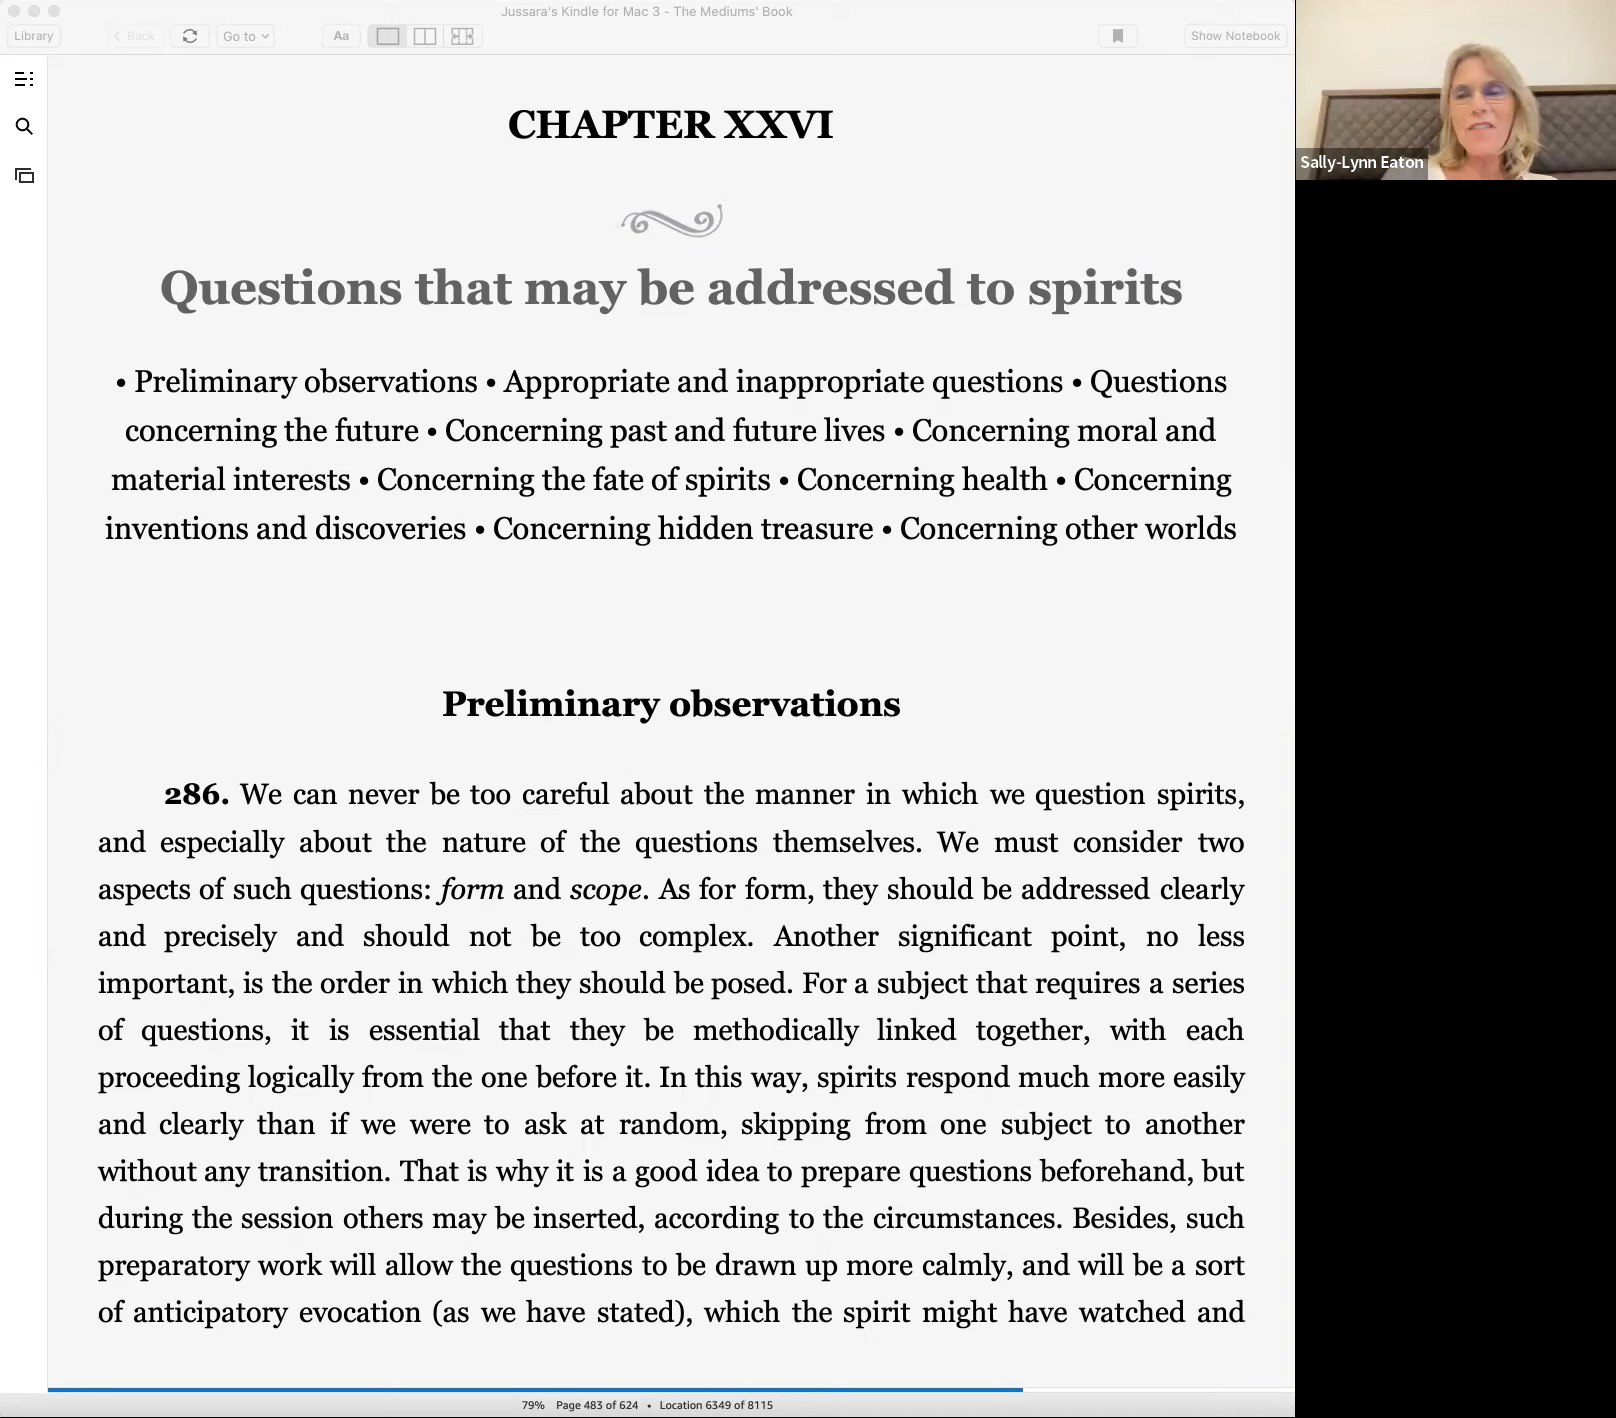 Jussara's Kindle for Mac 3 - The Mediums' Book
Library
Back
Go to
Aa
Show Notebook
CHAPTER XXVI
Questions that may be addressed to spirits
• Preliminary observations • Appropriate and inappropriate questions • Questions
concerning the future • Concerning past and future lives • Concerning moral and
material interests • Concerning the fate of spirits • Concerning health • Concerning
inventions and discoveries • Concerning hidden treasure • Concerning other worlds
Preliminary observations
286. We can never be too careful about the manner in which we question spirits,
and especially about the nature of the questions themselves. We must consider two
aspects of such questions: form and scope. As for form, they should be addressed clearly
and precisely and should not be too complex. Another significant point, no less
important, is the order in which they should be posed. For a subject that requires a series
of questions, it is essential that they be methodically linked together, with each
proceeding logically from the one before it. In this way, spirits respond much more easily
and clearly than if we were to ask at random, skipping from one subject to another
without any transition. That is why it is a good idea to prepare questions beforehand, but
during the session others may be inserted, according to the circumstances. Besides, such
preparatory work will allow the questions to be drawn up more calmly, and will be a sort
of anticipatory evocation (as we have stated), which the spirit might have watched and
79% Page 483 of 624 • Location 6349 of 8115
Sally-Lynn Eaton